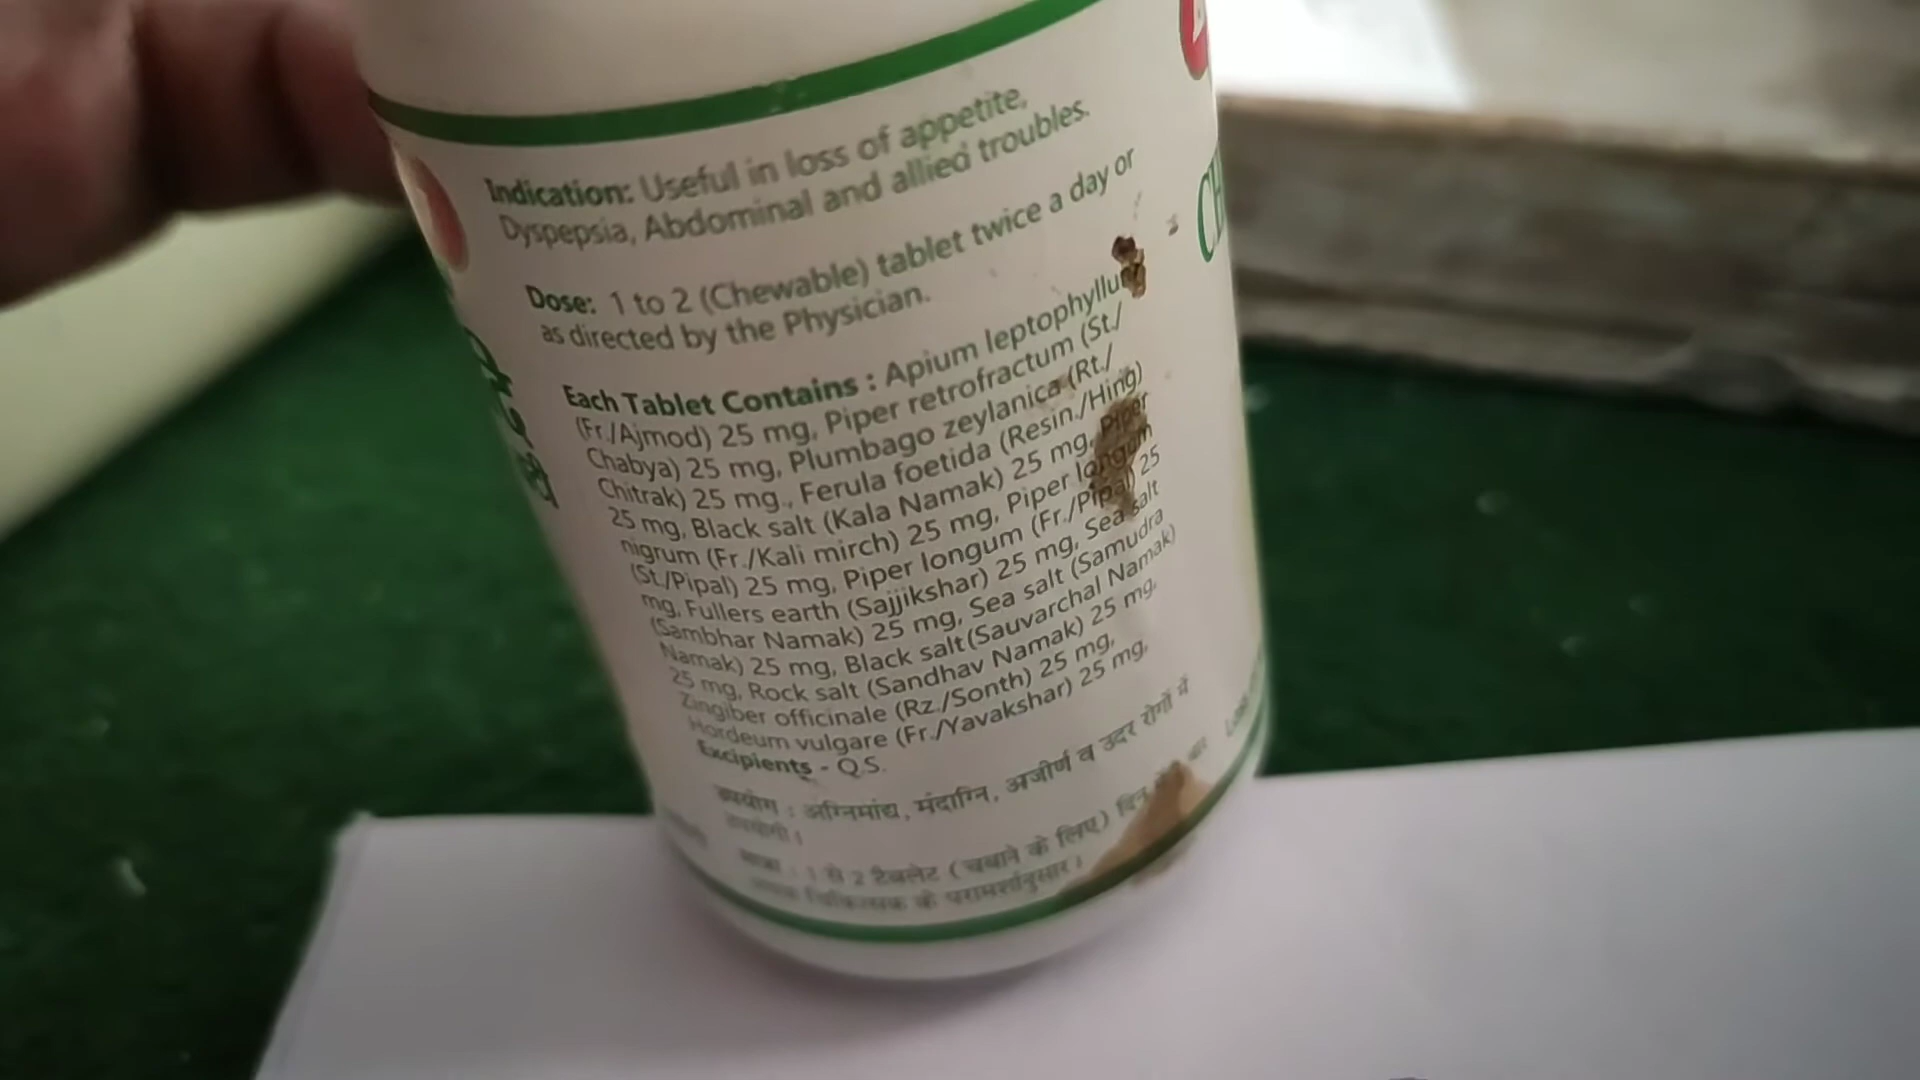 Indication: Useful in loss of appetite,
Dyspepsia, Abdominal and allied troubles.
Dose: 1 to 2 (Chewable) tablet twice a day or
as directed by the Physician.
Each Tablet Contains : Apium leptophyllum
(Fr./Ajmod) 25 mg, Piper retrofractum (St./
Chabya) 25 mg, Plumbago zeylanica (Rt./
Chitrak) 25 mg., Ferula foetida (Resin./Hing)
25 mg, Black salt (Kala Namak) 25 mg, Piper
nigrum (Fr./Kali mirch) 25 mg, Piper longum
(St./Pipal) 25 mg, Piper longum (Fr./Pipal) 25
mg, Fullers earth (Sajjikshar) 25 mg, Sea salt
(Sambhar Namak) 25 mg, Sea salt (Samudra
Namak) 25 mg, Black salt (Sauvarchal Namak)
25 mg, Rock salt (Sandhav Namak) 25 mg,
Zingiber officinale (Rz./Sonth) 25 mg,
Hordeum vulgare (Fr./Yavakshar) 25 mg,
Excipients - Q.S.
उपयोग : अग्निमांद्य, मंदाग्नि, अजीर्ण व उदर रोगों में
उपयोगी।
मात्रा : 1 से 2 टैबलेट (चबाने के लिए) दिन बार
चिकित्सक के परामर्शानुसार।